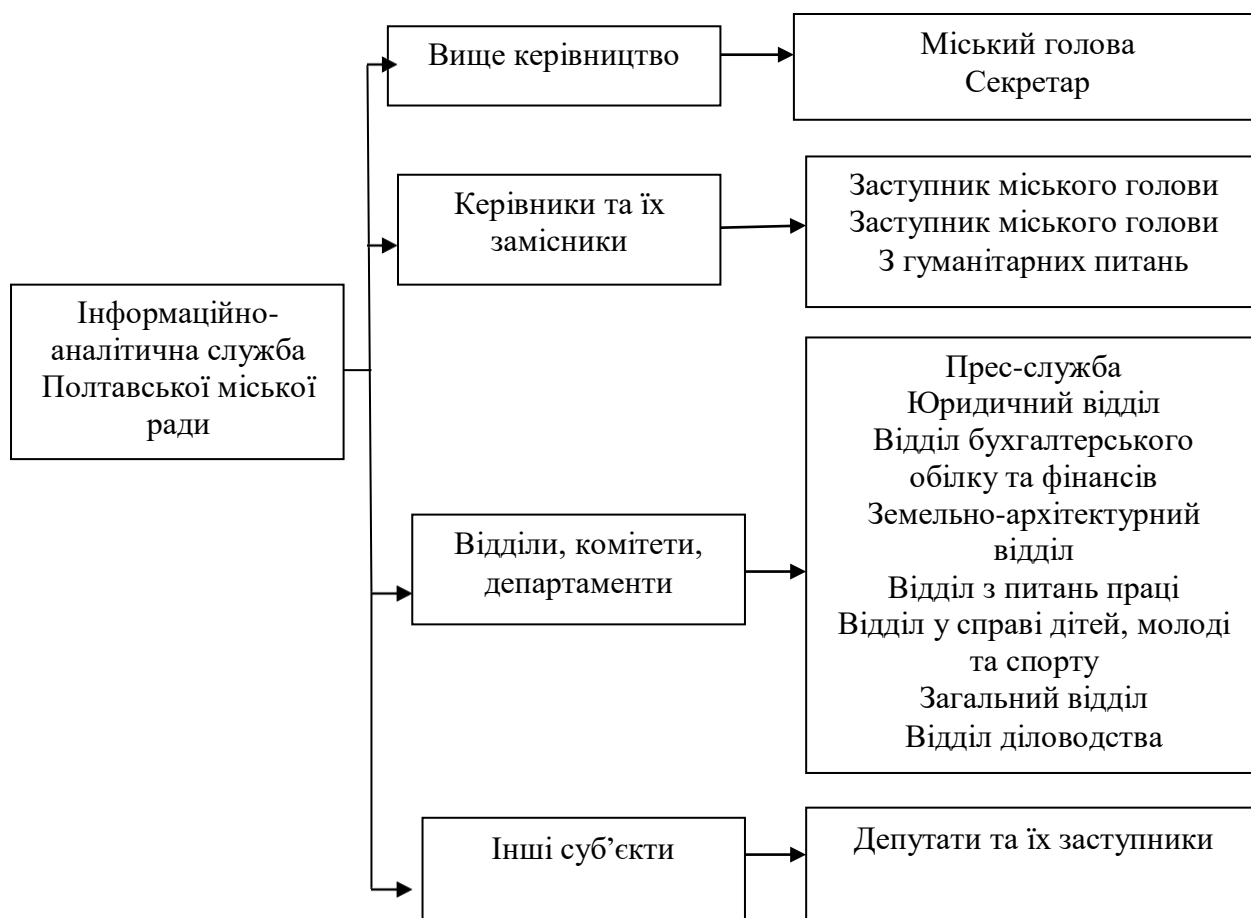 Вище керівництво
Міський голова
Секретар
Керівники та їх
замісники
Заступник міського голови
Заступник міського голови
З гуманітарних питань
Інформаційно-
аналітична служба
Полтавської міської
ради
Відділи, комітети,
департаменти
Прес-служба
Юридичний відділ
Відділ бухгалтерського
обілку та фінансів
Земельно-архітектурний
відділ
Відділ з питань праці
Відділ у справі дітей, молоді
та спорту
Загальний відділ
Відділ діловодства
Інші суб’єкти
Депутати та їх заступники